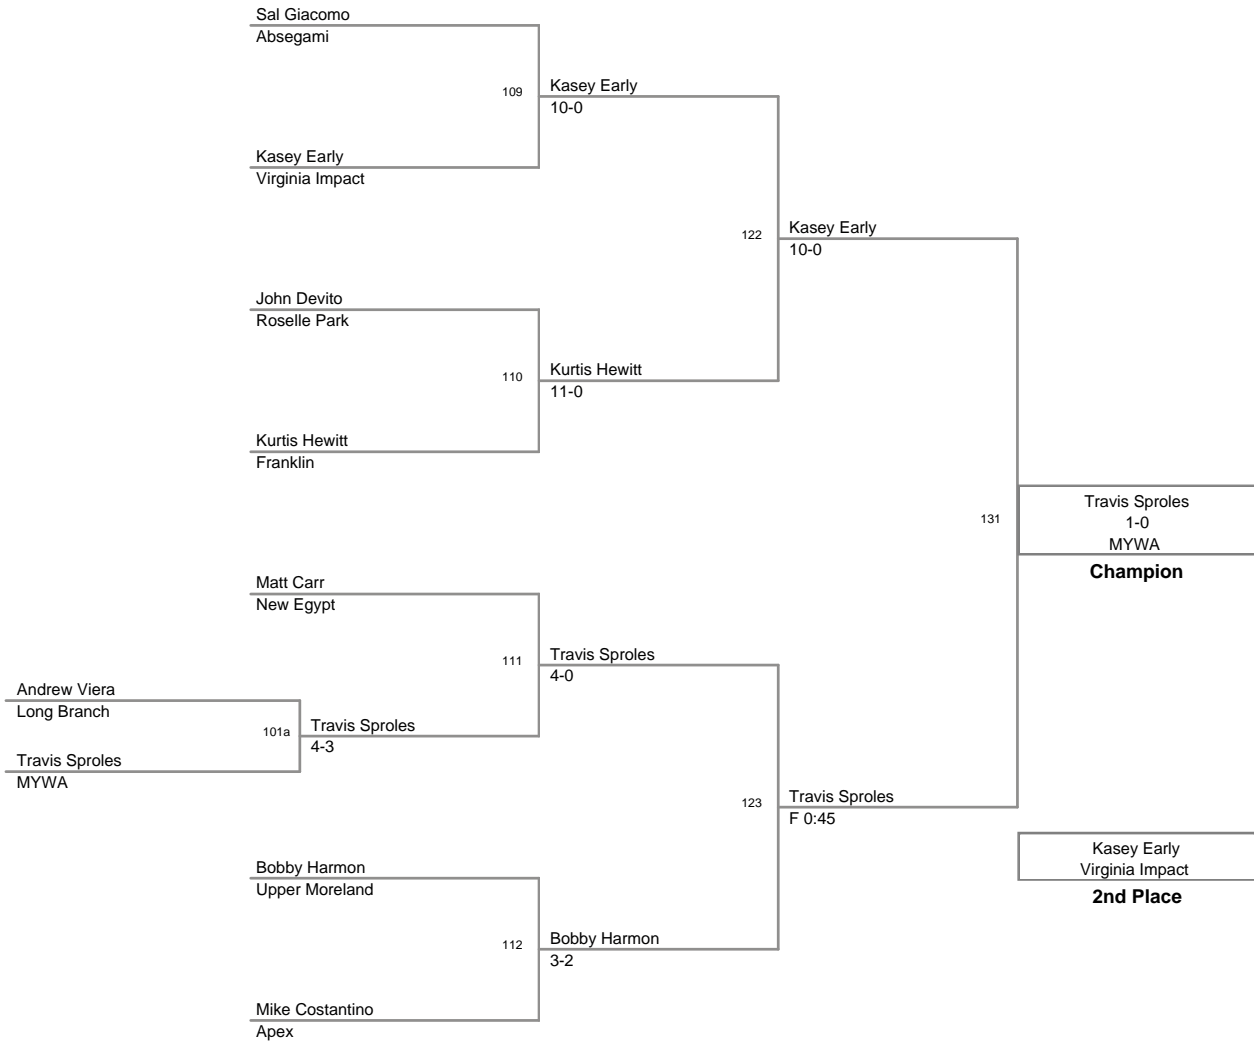 Sal Giacomo
Absegami
109
Kasey Early
10-0
Kasey Early
Virginia Impact
122
Kasey Early
10-0
John Devito
Roselle Park
110
Kurtis Hewitt
11-0
Kurtis Hewitt
Franklin
131
Travis Sproles
1-0
MYWA
Champion
Matt Carr
New Egypt
111
Travis Sproles
4-0
Andrew Viera
Long Branch
101a
Travis Sproles
4-3
Travis Sproles
MYWA
123
Travis Sproles
F 0:45
Kasey Early
Virginia Impact
2nd Place
Bobby Harmon
Upper Moreland
112
Bobby Harmon
3-2
Mike Costantino
Apex